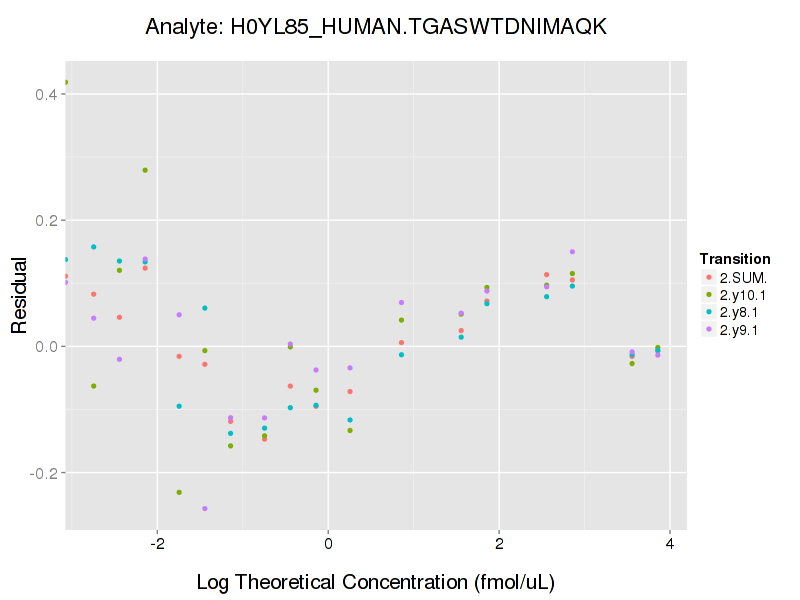 Analyte: H0YL85_HUMAN.TGASWTDNIMAQK
0.4
0.2
0.0
-0.2
-2
0
2
4
Residual
Log Theoretical Concentration (fmol/uL)
Transition
2.SUM.
2.y10.1
2.y8.1
2.y9.1